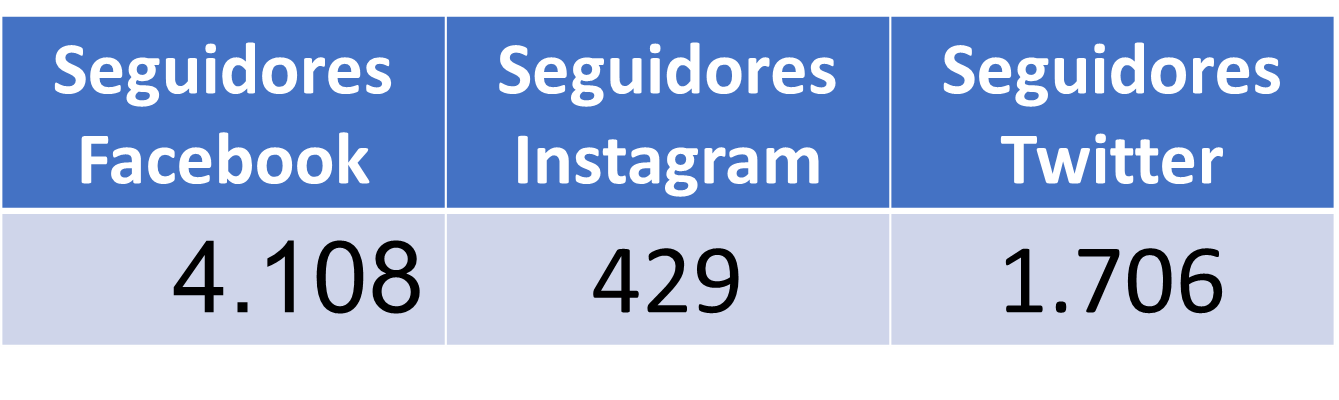 Seguidores
Facebook
Seguidores
Instagram
Seguidores
Twitter
4.108
429
1.706